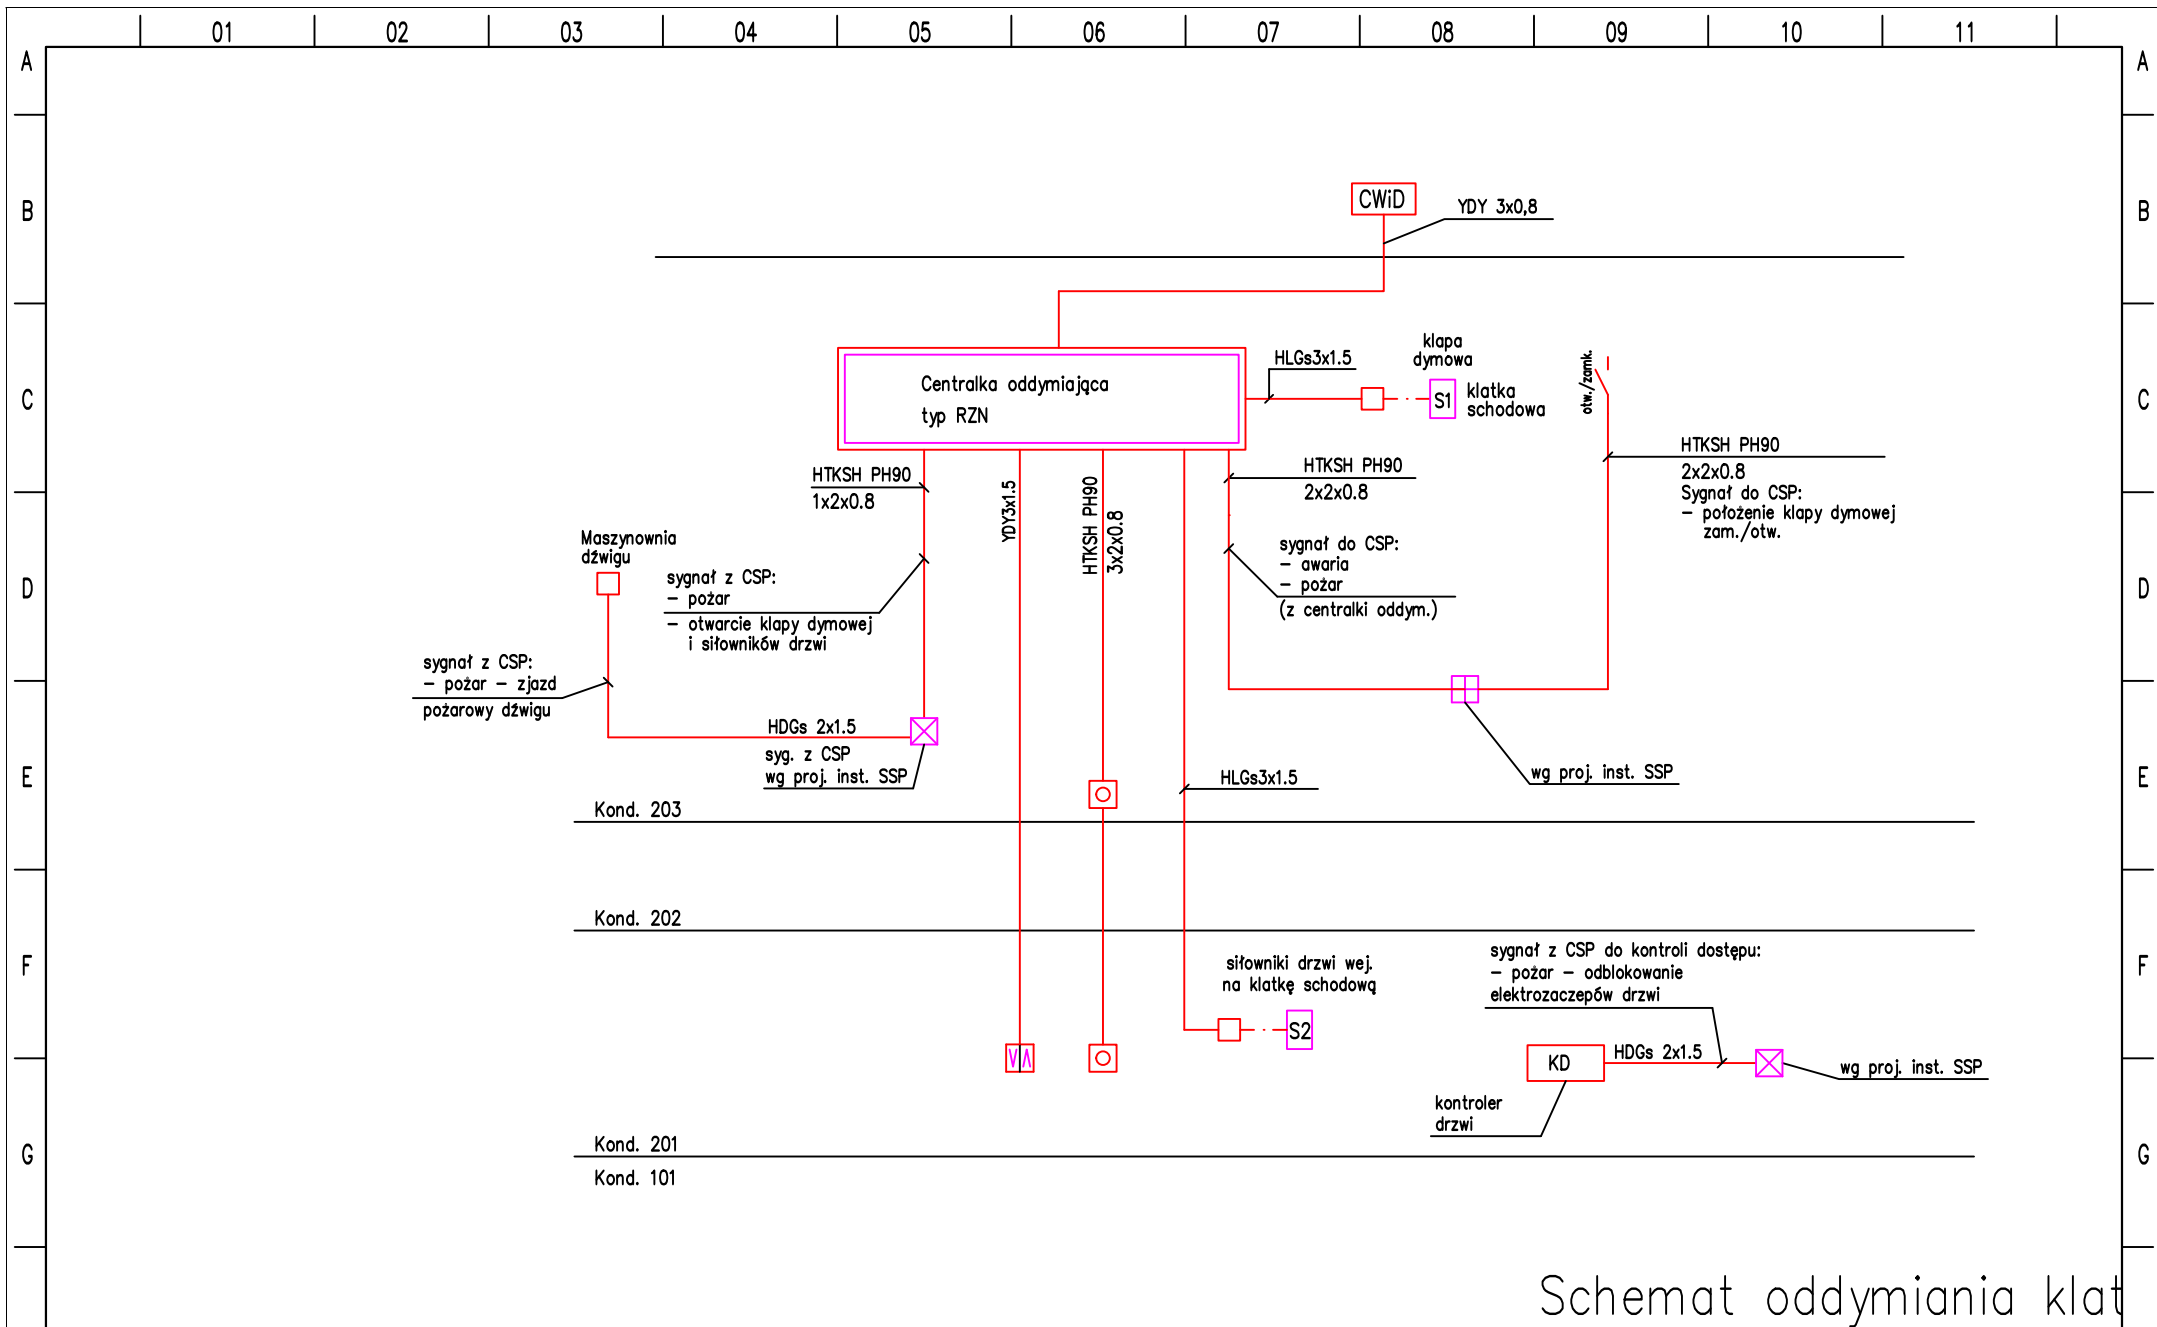 01 02 03 04 05 06 07 08 09 10 11
A A
B B
C C
D D
E E
F F
G G
CWiD
YDY 3x0,8
Centralka oddymiająca
typ RZN
HLGs3x1.5
klapa
dymowa
S1
klatka
schodowa
otw./zamk.
HTKSH PH90
2x2x0.8
Sygnał do CSP:
– położenie klapy dymowej
zam./otw.
HTKSH PH90
1x2x0.8
YDY3x1.5
HTKSH PH90
3x2x0.8
HTKSH PH90
2x2x0.8
sygnał do CSP:
– awaria
– pożar
(z centralki oddym.)
Maszynownia
dźwigu
sygnał z CSP:
– pożar
– otwarcie klapy dymowej
i siłowników drzwi
sygnał z CSP:
– pożar – zjazd
pożarowy dźwigu
HDGs 2x1.5
syg. z CSP
wg proj. inst. SSP
HLGs3x1.5
wg proj. inst. SSP
Kond. 203
Kond. 202
siłowniki drzwi wej.
na klatkę schodową
S2
sygnał z CSP do kontroli dostępu:
– pożar – odblokowanie
elektrozaczepów drzwi
KD
HDGs 2x1.5
wg proj. inst. SSP
kontroler
drzwi
Kond. 201
Kond. 101
Schemat oddymiania klat